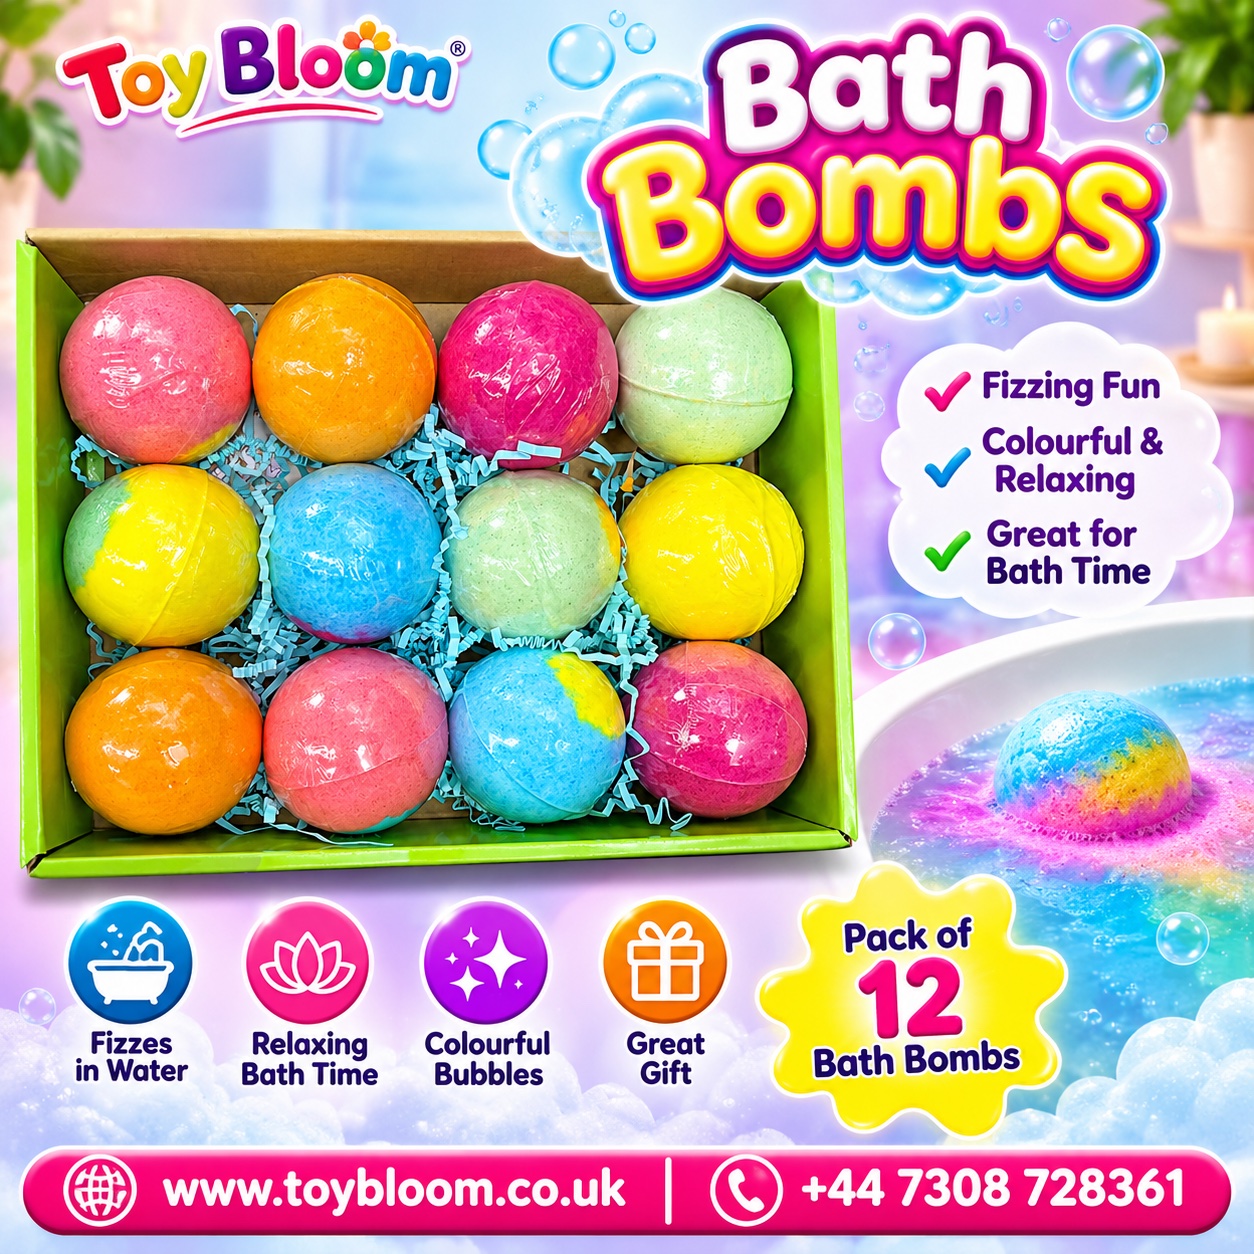 Toy Bloom®
Bath
Bombs
Fizzing Fun
Colourful &
Relaxing
Great for
Bath Time
Fizzes
in Water
Relaxing
Bath Time
Colourful
Bubbles
Great
Gift
Pack of
12
Bath Bombs
www.toybloom.co.uk
+44 7308 728361